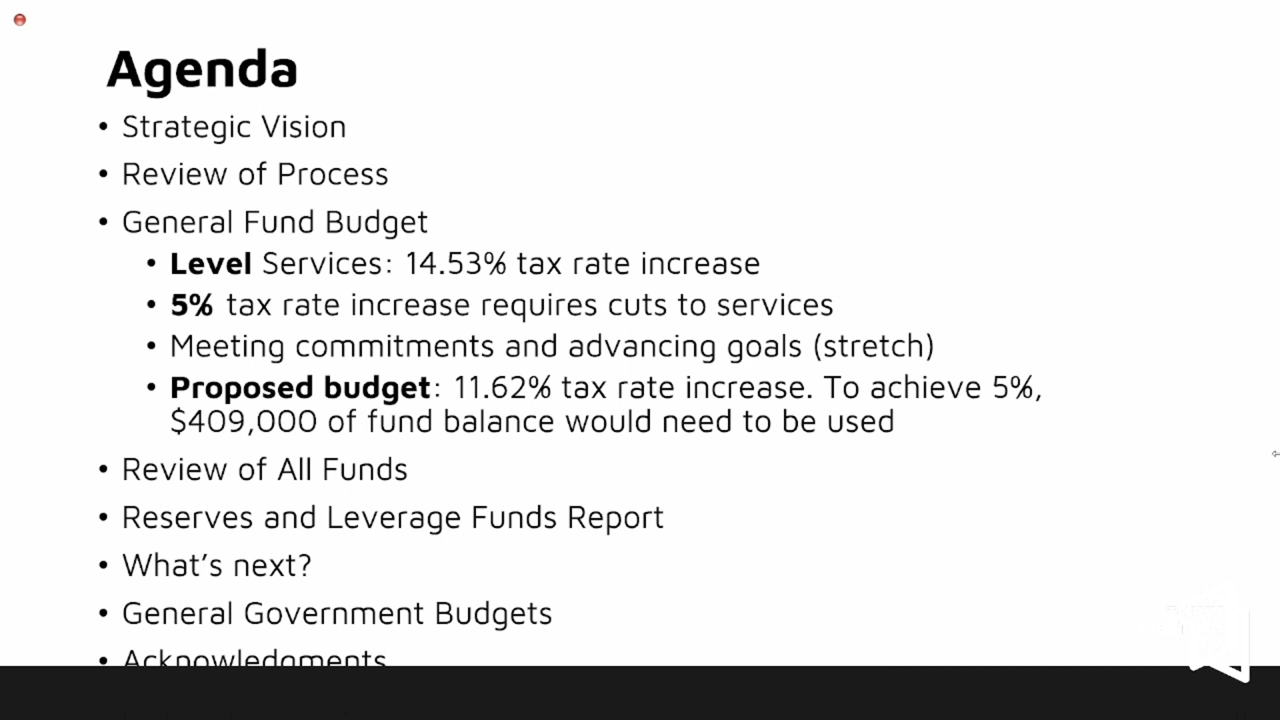 Agenda
• Strategic Vision
• Review of Process
• General Fund Budget
• Level Services: 14.53% tax rate increase
• 5% tax rate increase requires cuts to services
• Meeting commitments and advancing goals (stretch)
• Proposed budget: 11.62% tax rate increase. To achieve 5%,
$409,000 of fund balance would need to be used
• Review of All Funds
• Reserves and Leverage Funds Report
• What’s next?
• General Government Budgets
• Acknowledgments